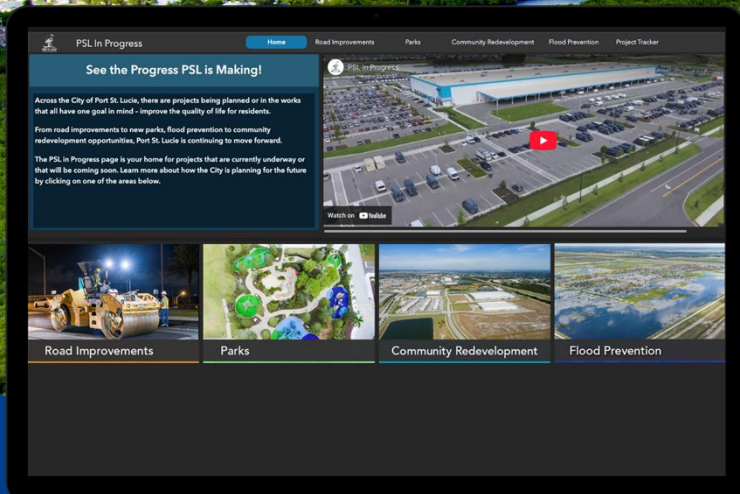 PSL In Progress
Home
Road Improvements
Parks
Community Redevelopment
Flood Prevention
Project Tracker
See the Progress PSL is Making!
Across the City of Port St. Lucie, there are projects being planned or in the works
that all have one goal in mind - improve the quality of life for residents.
From road improvements to new parks, flood prevention to community
redevelopment opportunities, Port St. Lucie is continuing to move forward.
The PSL in Progress page is your home for projects that are currently underway or
that will be coming soon. Learn more about how the City is planning for the future
by clicking on one of the areas below.
PSL In Progress
Watch on YouTube
Road Improvements
Parks
Community Redevelopment
Flood Prevention